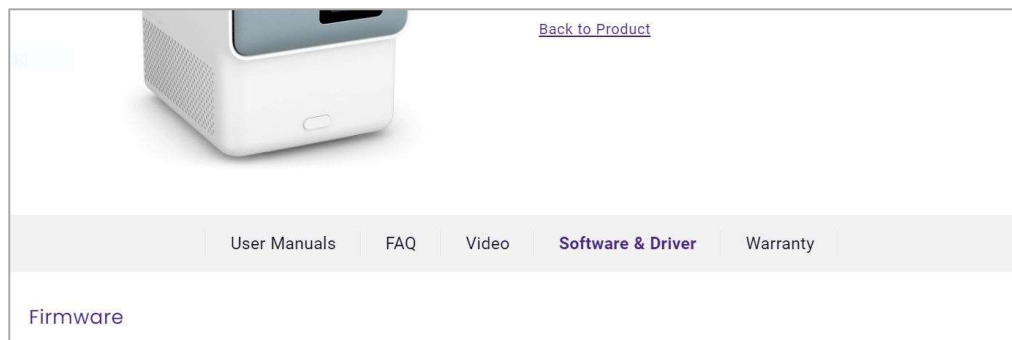 Back to Product
User Manuals FAQ Video Software & Driver Warranty
Firmware